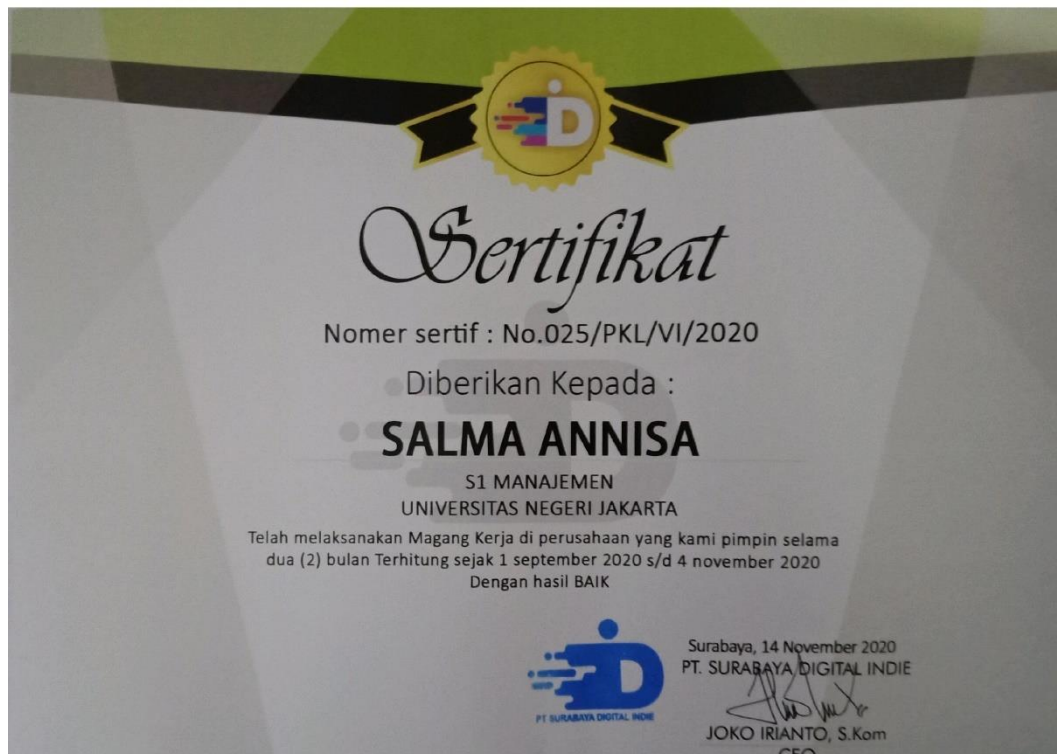 D
Sertifikat
Nomer sertif : No.025/PKL/VI/2020
Diberikan Kepada :
SALMA ANNISA
S1 MANAJEMEN
UNIVERSITAS NEGERI JAKARTA
Telah melaksanakan Magang Kerja di perusahaan yang kami pimpin selama
dua (2) bulan Terhitung sejak 1 september 2020 s/d 4 november 2020
Dengan hasil BAIK
D
PT SURABAYA DIGITAL INDIE
Surabaya, 14 November 2020
PT. SURABAYA DIGITAL INDIE
JOKO IRIANTO, S.Kom
CEO